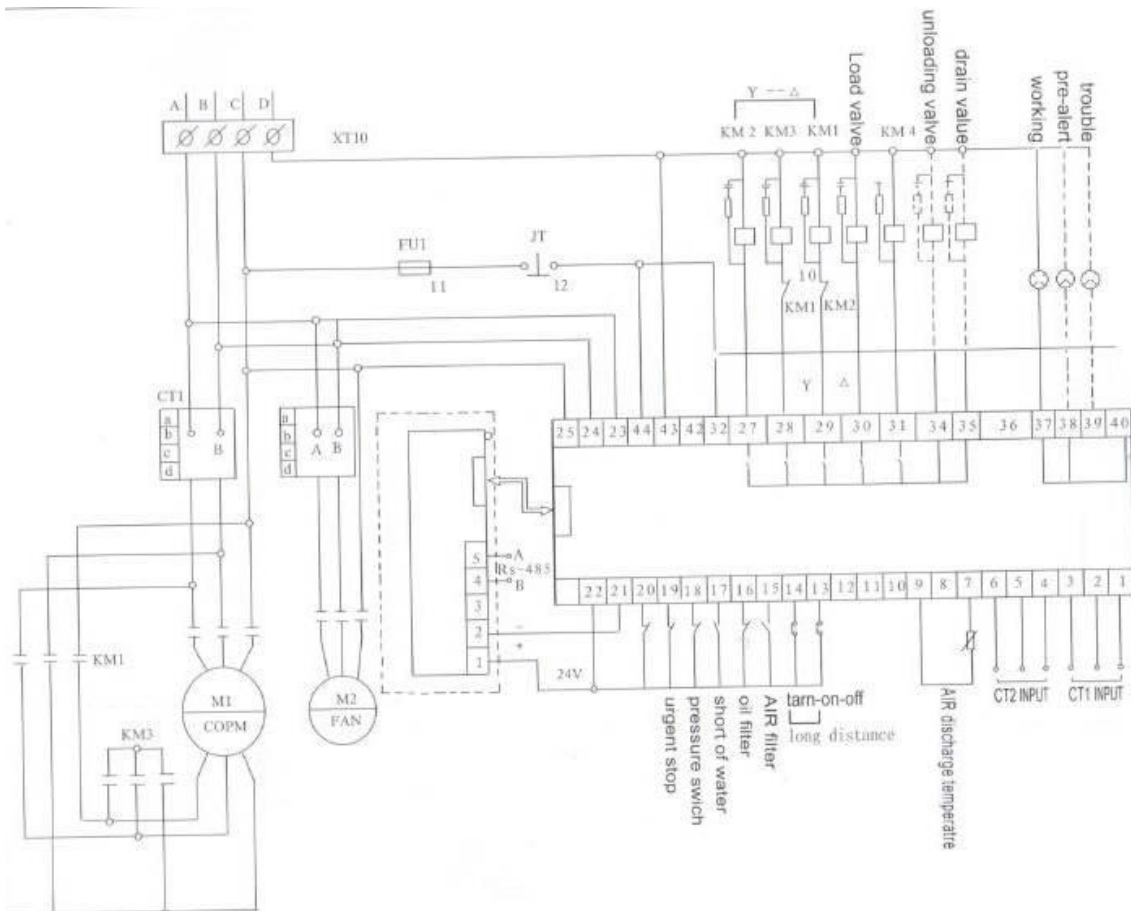 A B C D
XT10
Y -- △
KM 2 KM3 KM1 Load valve KM 4 unloading valve drain value working pre-alert trouble
FU1
11
JT
12
10
KM1 KM2
Y △
CT1
a
b
c
d
B
a
b
c
d
A B
25 24 23 44 43 42 32 27 28 29 30 31 34 35 36 37 38 39 40
5 A
Rs-485
4 B
3
2 -
+
1
22 21 20 19 18 17 16 15 14 13 12 11 10 9 8 7 6 5 4 3 2 1
24V
KM1
M1
COPM
M2
FAN
KM3
urgent stop
pressure swich
short of water
oil filter
AIR filter
tarn-on-off
long distance
AIR discharge temperatre
CT2 INPUT
CT1 INPUT